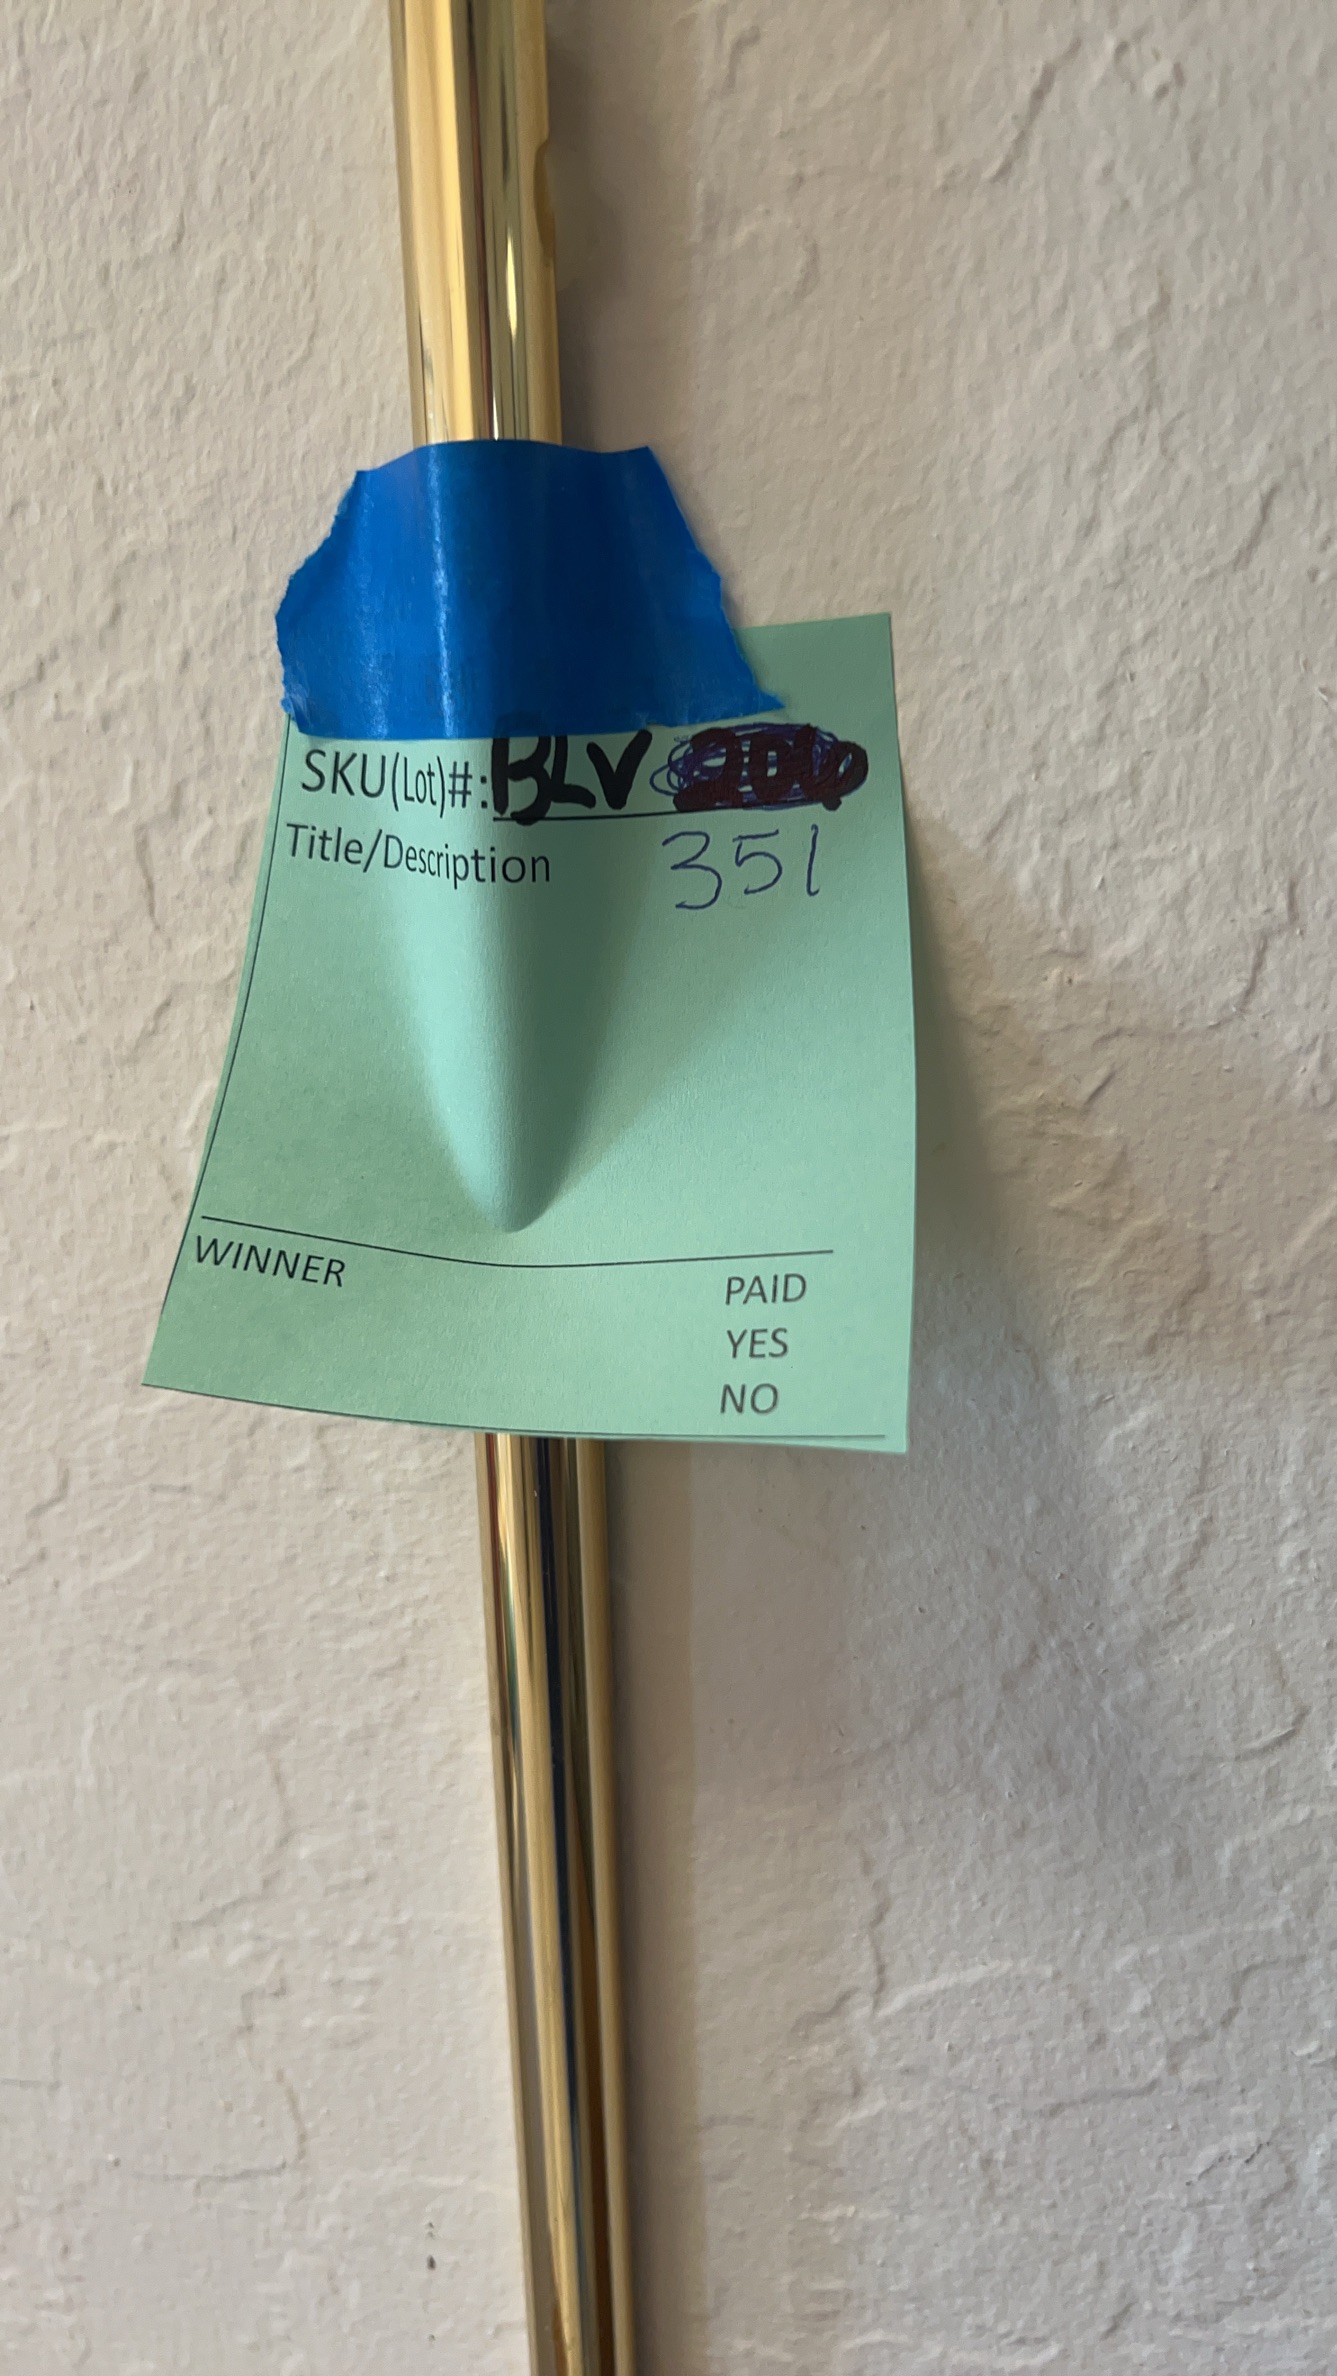 SKU(Lot)#: BLV
Title/Description 351
WINNER
PAID
YES
NO